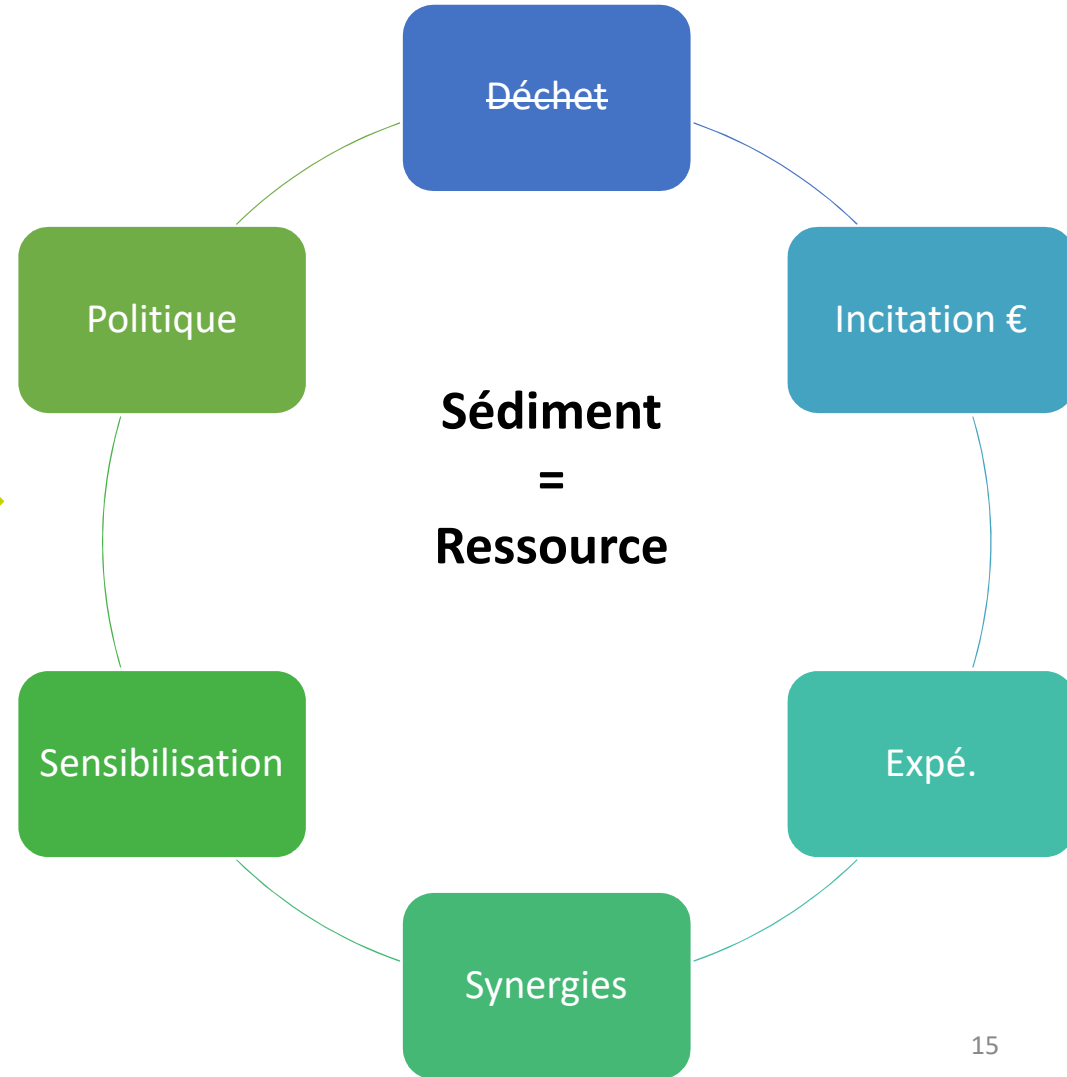 Déchet
Politique
Incitation €
Sédiment
=
Ressource
Sensibilisation
Expé.
Synergies
15